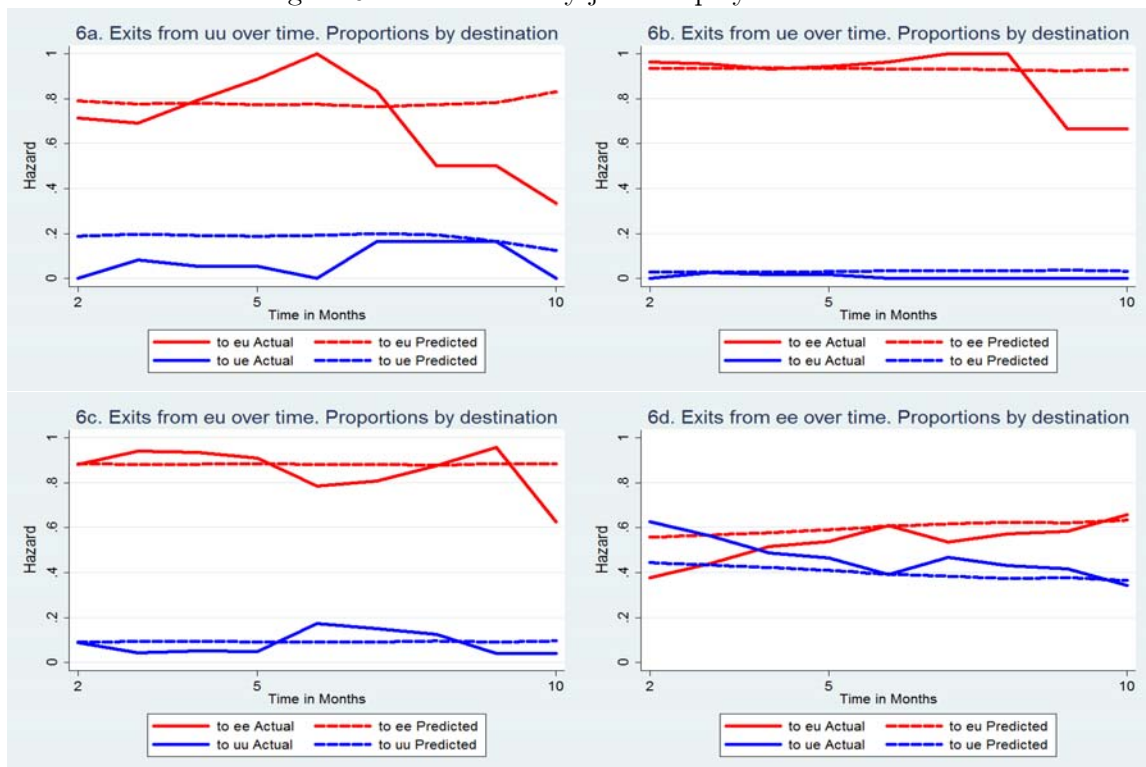 6a. Exits from uu over time. Proportions by destination
Hazard
1
.8
.6
.4
.2
0
2
5
10
Time in Months
to eu Actual
to eu Predicted
to ue Actual
to ue Predicted
6b. Exits from ue over time. Proportions by destination
Hazard
1
.8
.6
.4
.2
0
2
5
10
Time in Months
to ee Actual
to ee Predicted
to eu Actual
to eu Predicted
6c. Exits from eu over time. Proportions by destination
Hazard
1
.8
.6
.4
.2
0
2
5
10
Time in Months
to ee Actual
to ee Predicted
to uu Actual
to uu Predicted
6d. Exits from ee over time. Proportions by destination
Hazard
1
.8
.6
.4
.2
0
2
5
10
Time in Months
to eu Actual
to eu Predicted
to ue Actual
to ue Predicted